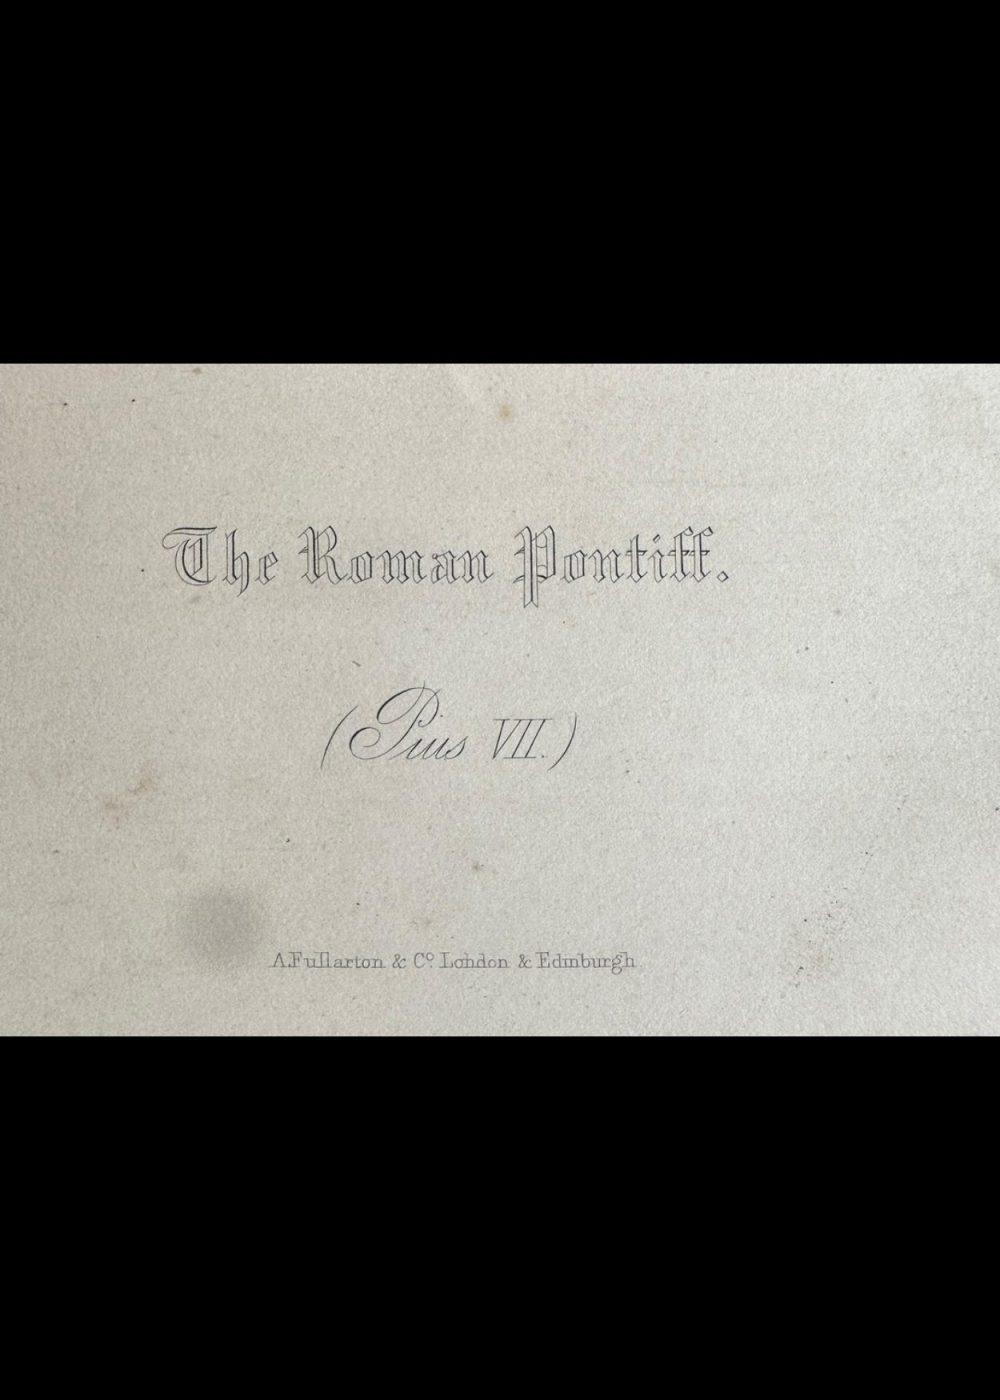 The Roman Pontiff.
(Pius VII.)
A. Fullarton & Cº. London & Edinburgh